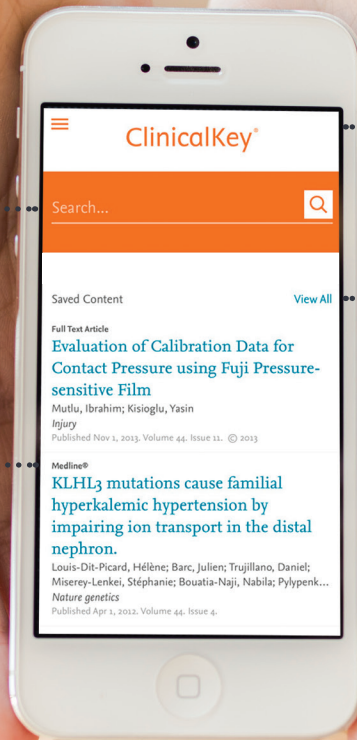 ClinicalKey®
Search...
Saved Content View All
Full Text Article
Evaluation of Calibration Data for
Contact Pressure using Fuji Pressure-
sensitive Film
Mutlu, Ibrahim; Kisioglu, Yasin
Injury
Published Nov 1, 2013. Volume 44. Issue 11. © 2013
Medline®
KLHL3 mutations cause familial
hyperkalemic hypertension by
impairing ion transport in the distal
nephron.
Louis-Dit-Picard, Hélène; Barc, Julien; Trujillano, Daniel;
Miserey-Lenkei, Stéphanie; Bouatia-Naji, Nabila; Pylypenk...
Nature genetics
Published Apr 1, 2012. Volume 44. Issue 4.